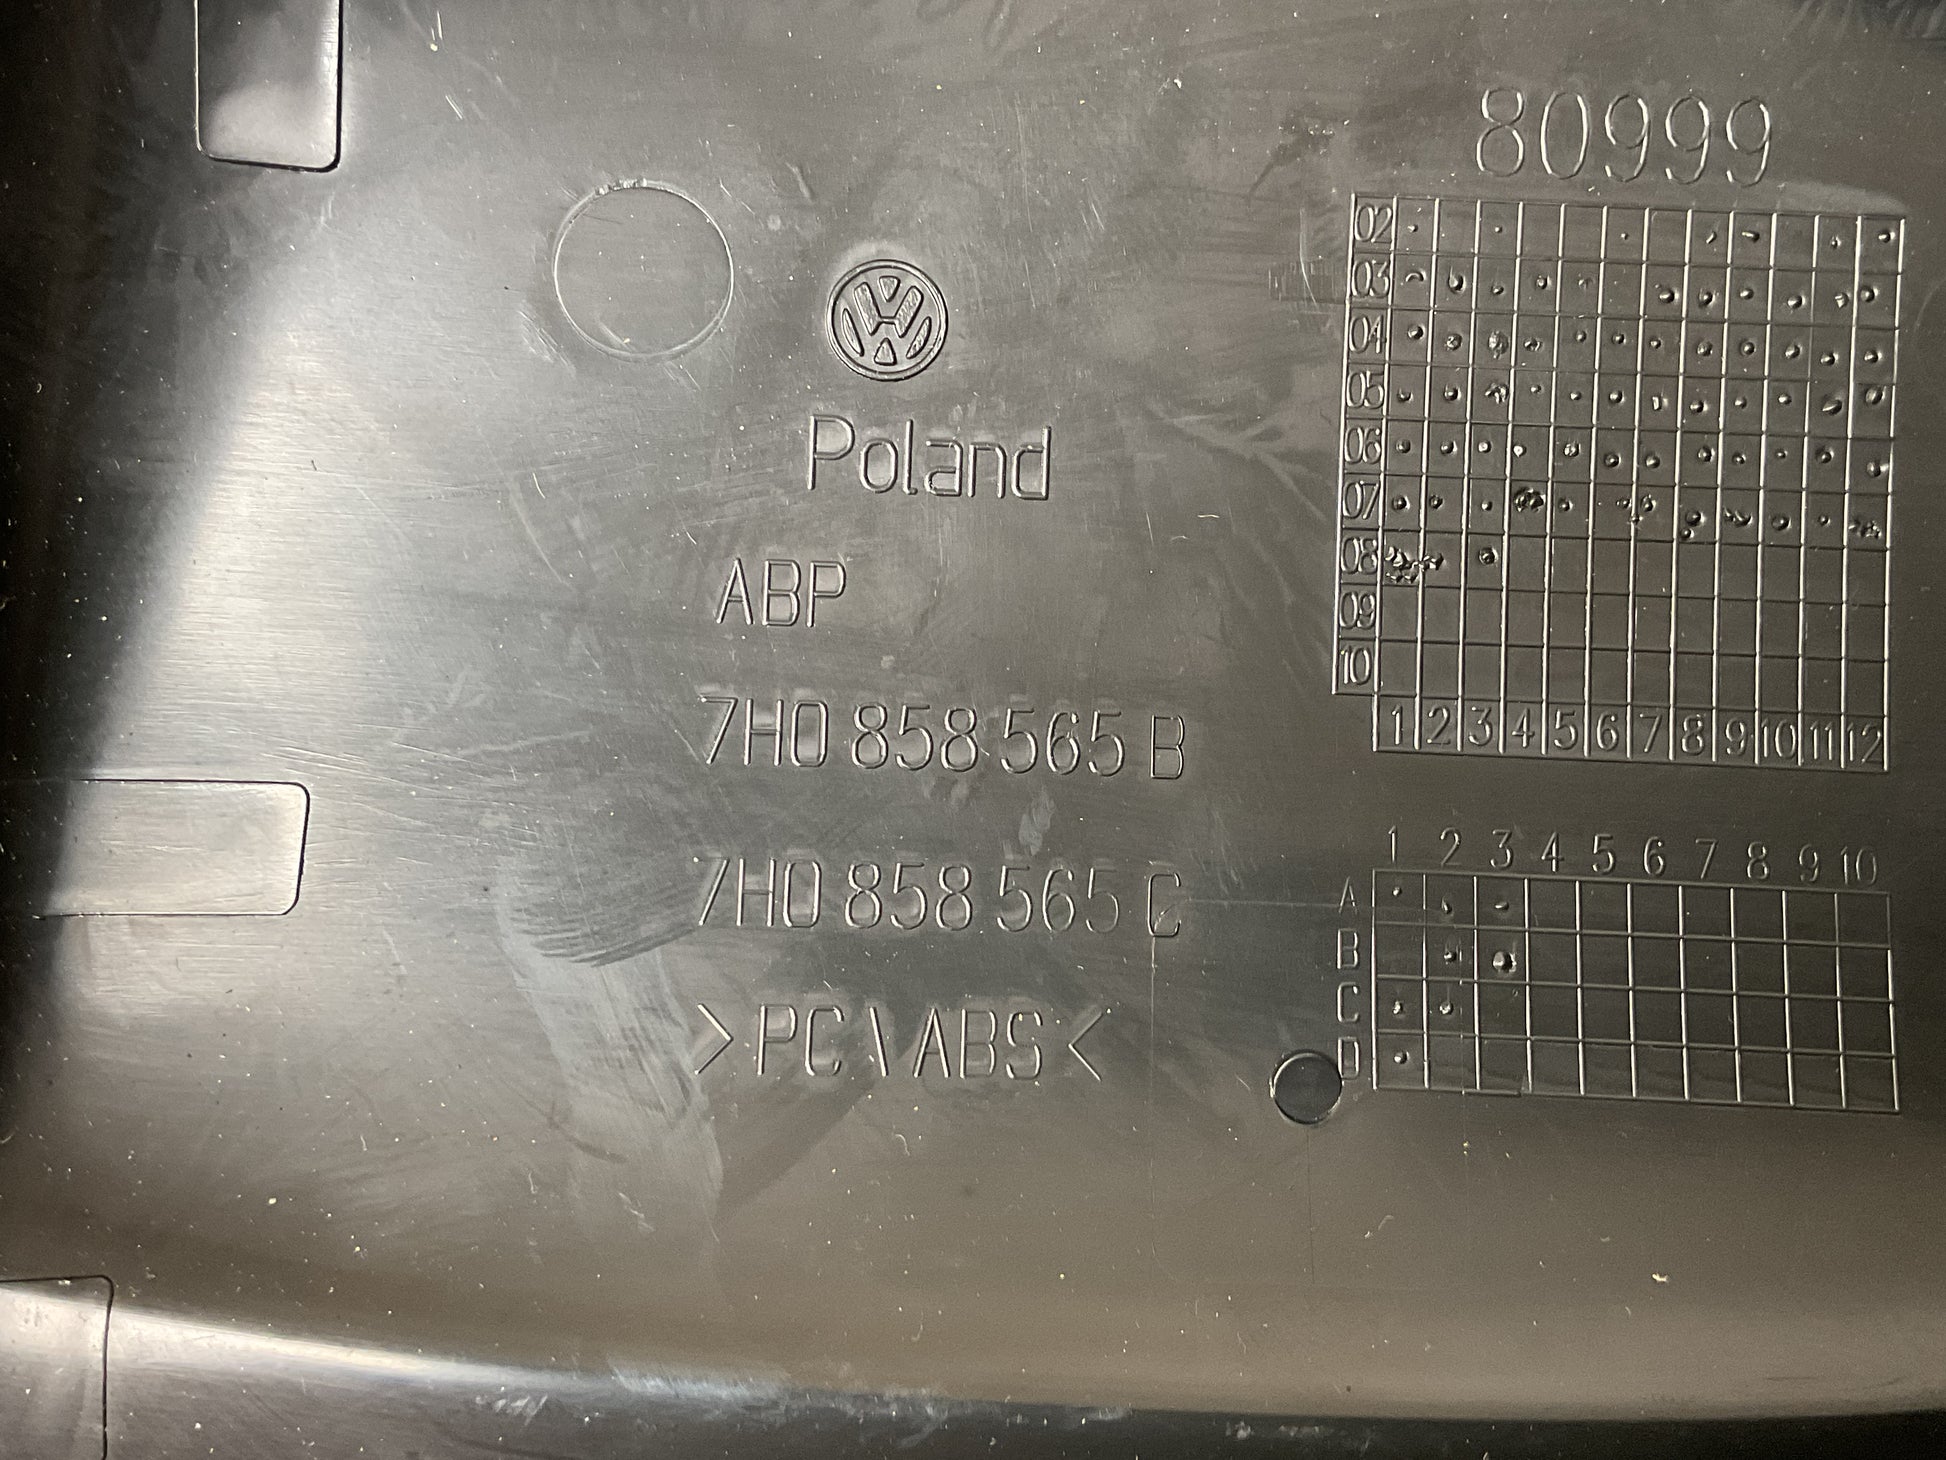 80999
Poland
ABP
7H0 858 565 B
7H0 858 565 C
>PC\ABS<
02
03
04
05
06
07
08
09
10
1 2 3 4 5 6 7 8 9 10 11 12
1 2 3 4 5 6 7 8 9 10
A
B
C
D